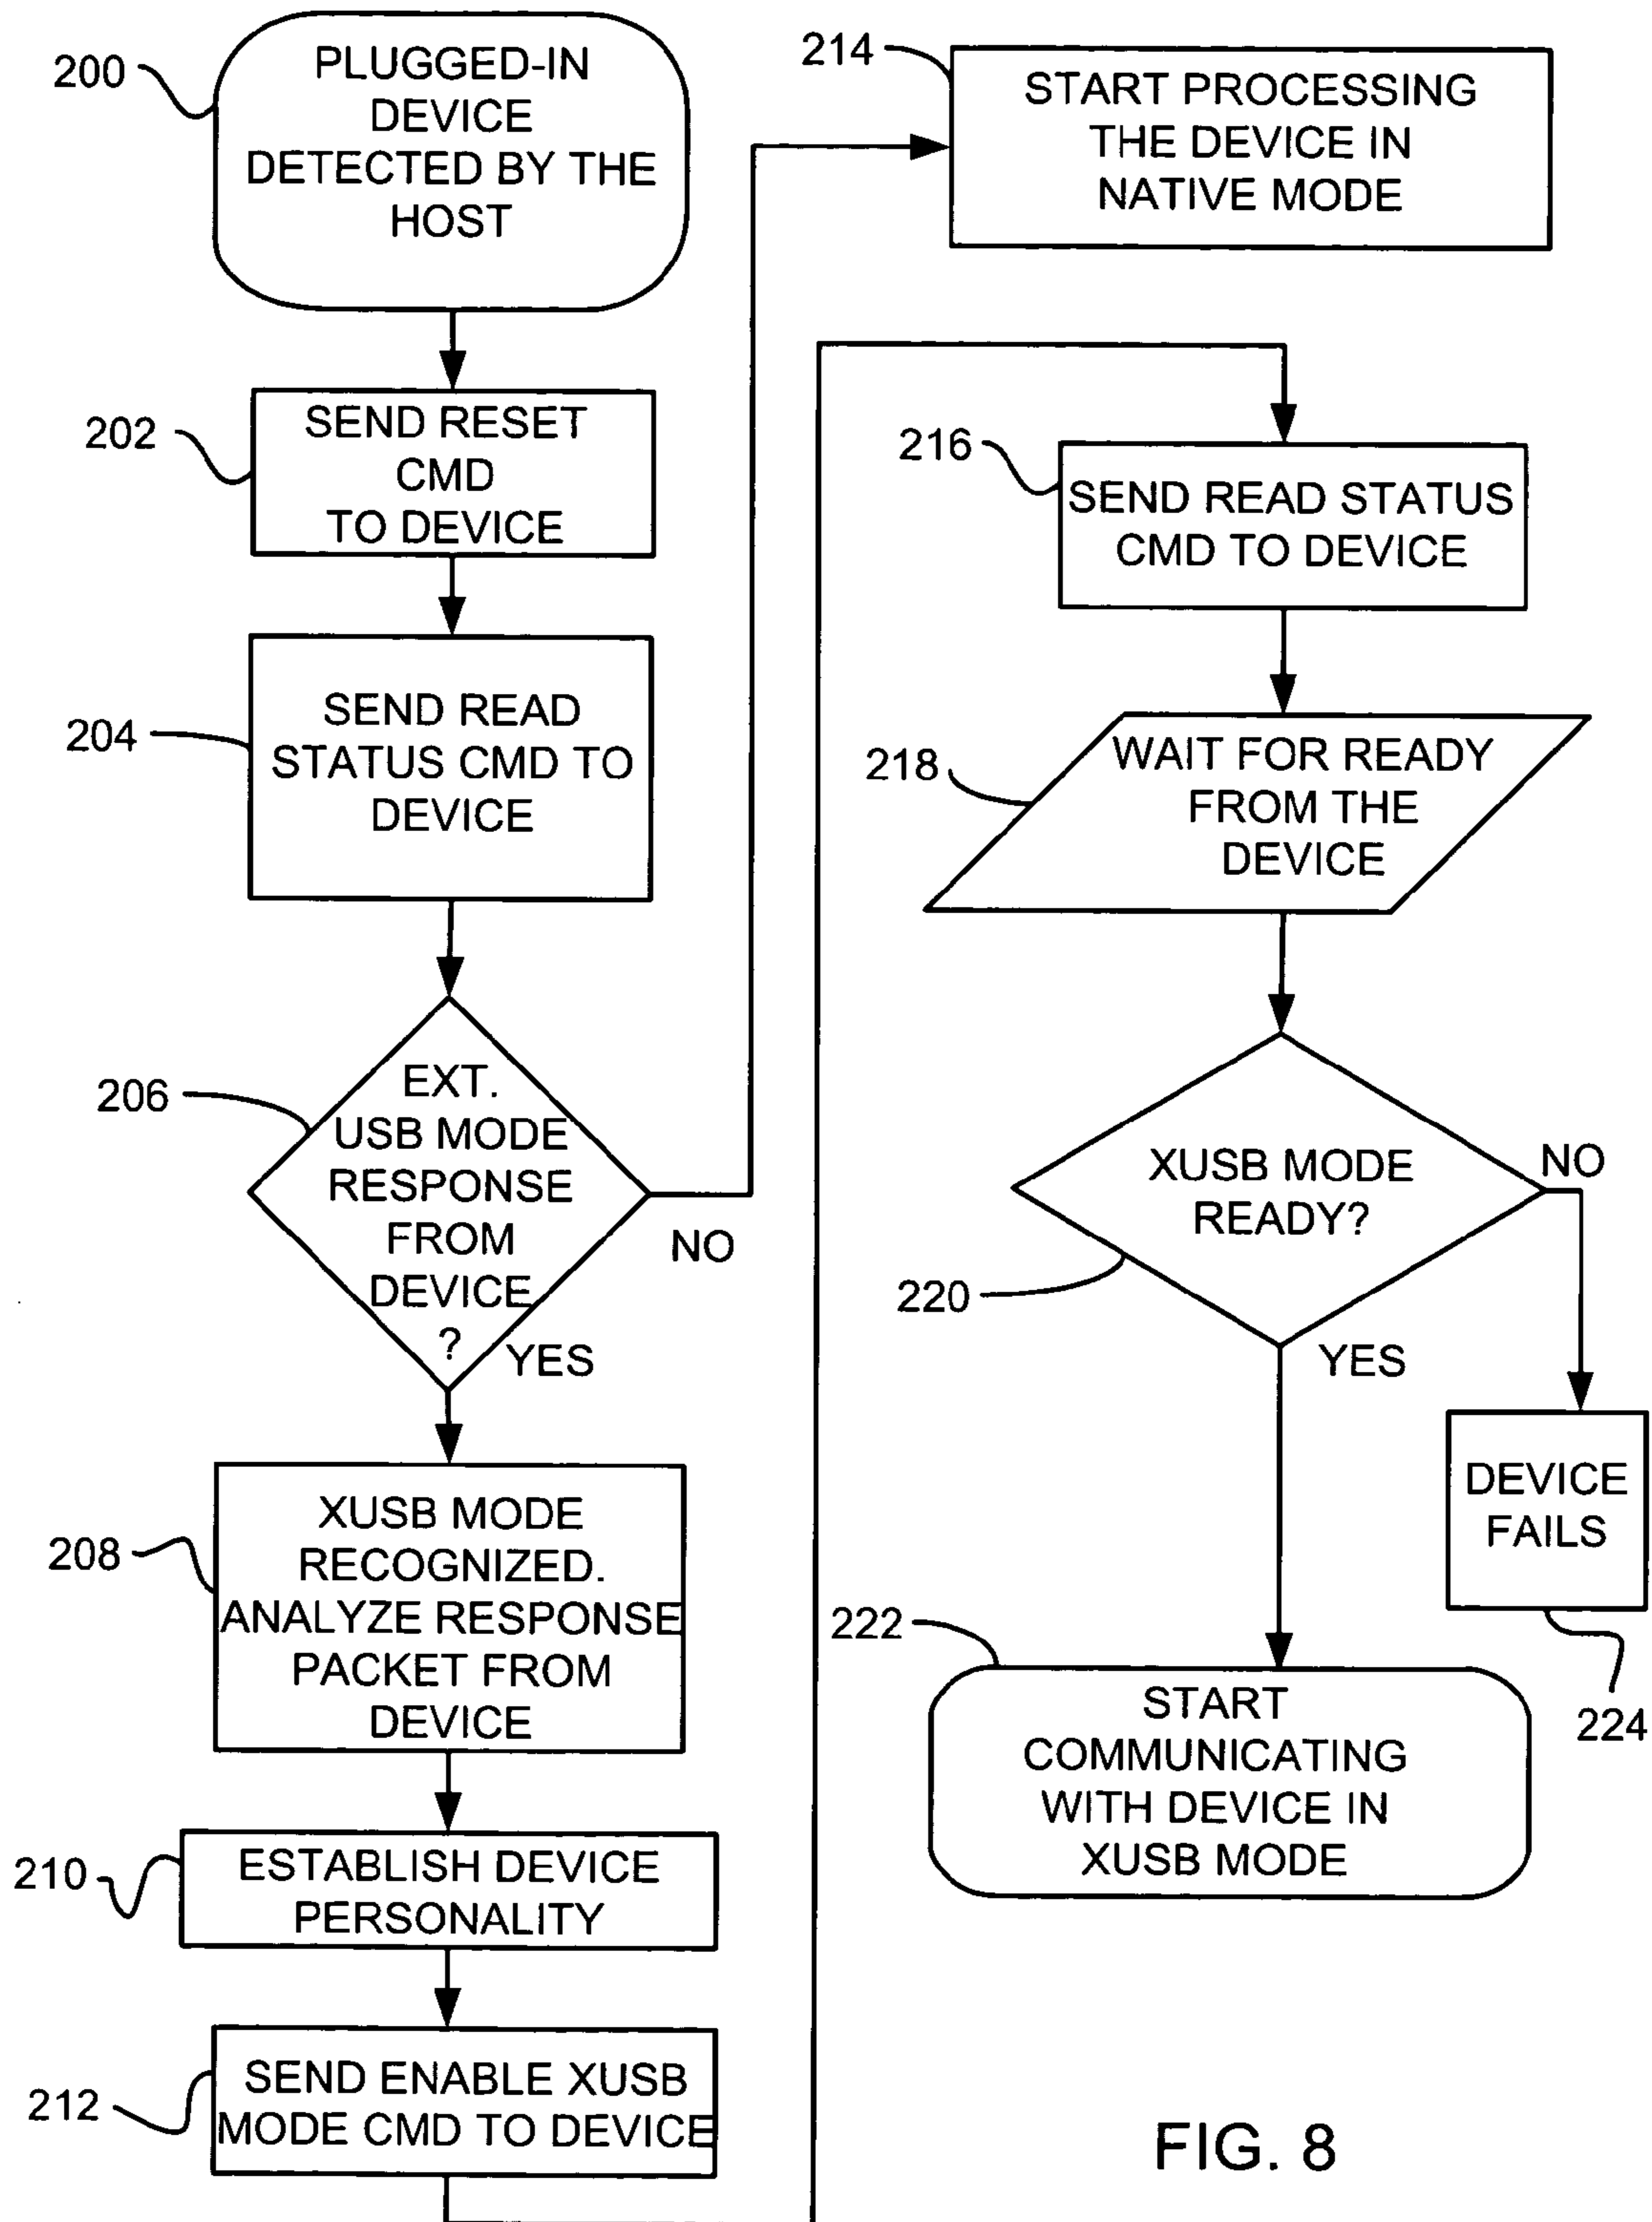 200
PLUGGED-IN
DEVICE
DETECTED BY THE
HOST
202
SEND RESET
CMD
TO DEVICE
204
SEND READ
STATUS CMD TO
DEVICE
206
EXT.
USB MODE
RESPONSE
FROM
DEVICE
?
NO
YES
208
XUSB MODE
RECOGNIZED.
ANALYZE RESPONSE
PACKET FROM
DEVICE
210
ESTABLISH DEVICE
PERSONALITY
212
SEND ENABLE XUSB
MODE CMD TO DEVICE
214
START PROCESSING
THE DEVICE IN
NATIVE MODE
216
SEND READ STATUS
CMD TO DEVICE
218
WAIT FOR READY
FROM THE
DEVICE
220
XUSB MODE
READY?
NO
YES
DEVICE
FAILS
224
222
START
COMMUNICATING
WITH DEVICE IN
XUSB MODE
FIG. 8